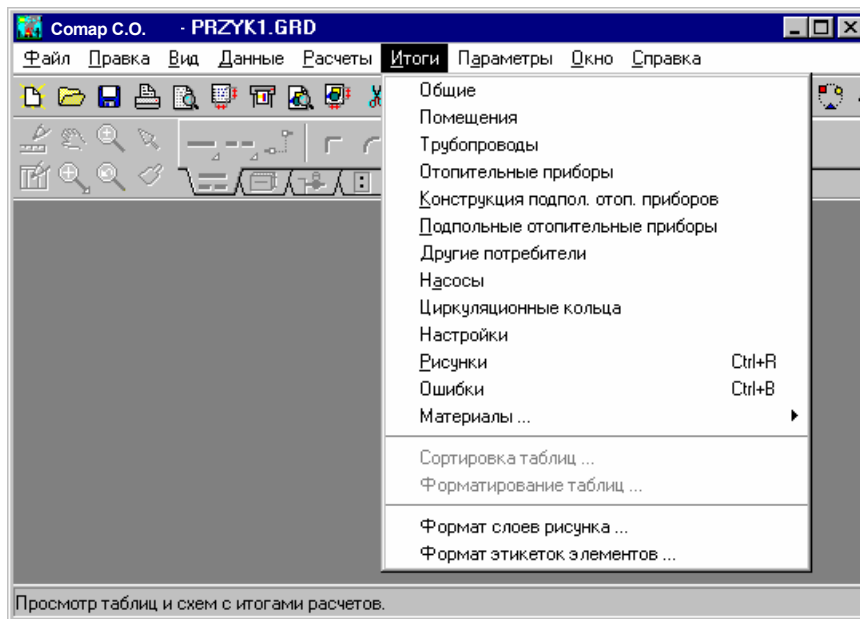 Comap C.O. - PRZYK1.GRD
Файл Правка Вид Данные Расчеты Итоги Параметры Окно Справка
Общие
Помещения
Трубопроводы
Отопительные приборы
Конструкция подпол. отоп. приборов
Подпольные отопительные приборы
Другие потребители
Насосы
Циркуляционные кольца
Настройки
Рисунки Ctrl+R
Ошибки Ctrl+B
Материалы ...
Сортировка таблиц ...
Форматирование таблиц ...
Формат слоев рисунка ...
Формат этикеток элементов ...
Просмотр таблиц и схем с итогами расчетов.